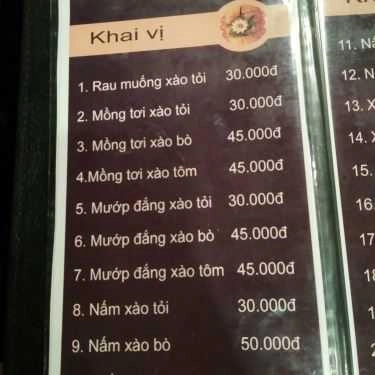 Khai vị
1. Rau muống xào tỏi 30.000đ
2. Mồng tơi xào tỏi 30.000đ
3. Mồng tơi xào bò 45.000đ
4.Mồng tơi xào tôm 45.000đ
5. Mướp đắng xào tỏi 30.000đ
6. Mướp đắng xào bò 45.000đ
7. Mướp đắng xào tôm 45.000đ
8. Nấm xào tỏi 30.000đ
9. Nấm xào bò 50.000đ
11. N
12. N
13. X
14. X
15.
16.
17
18